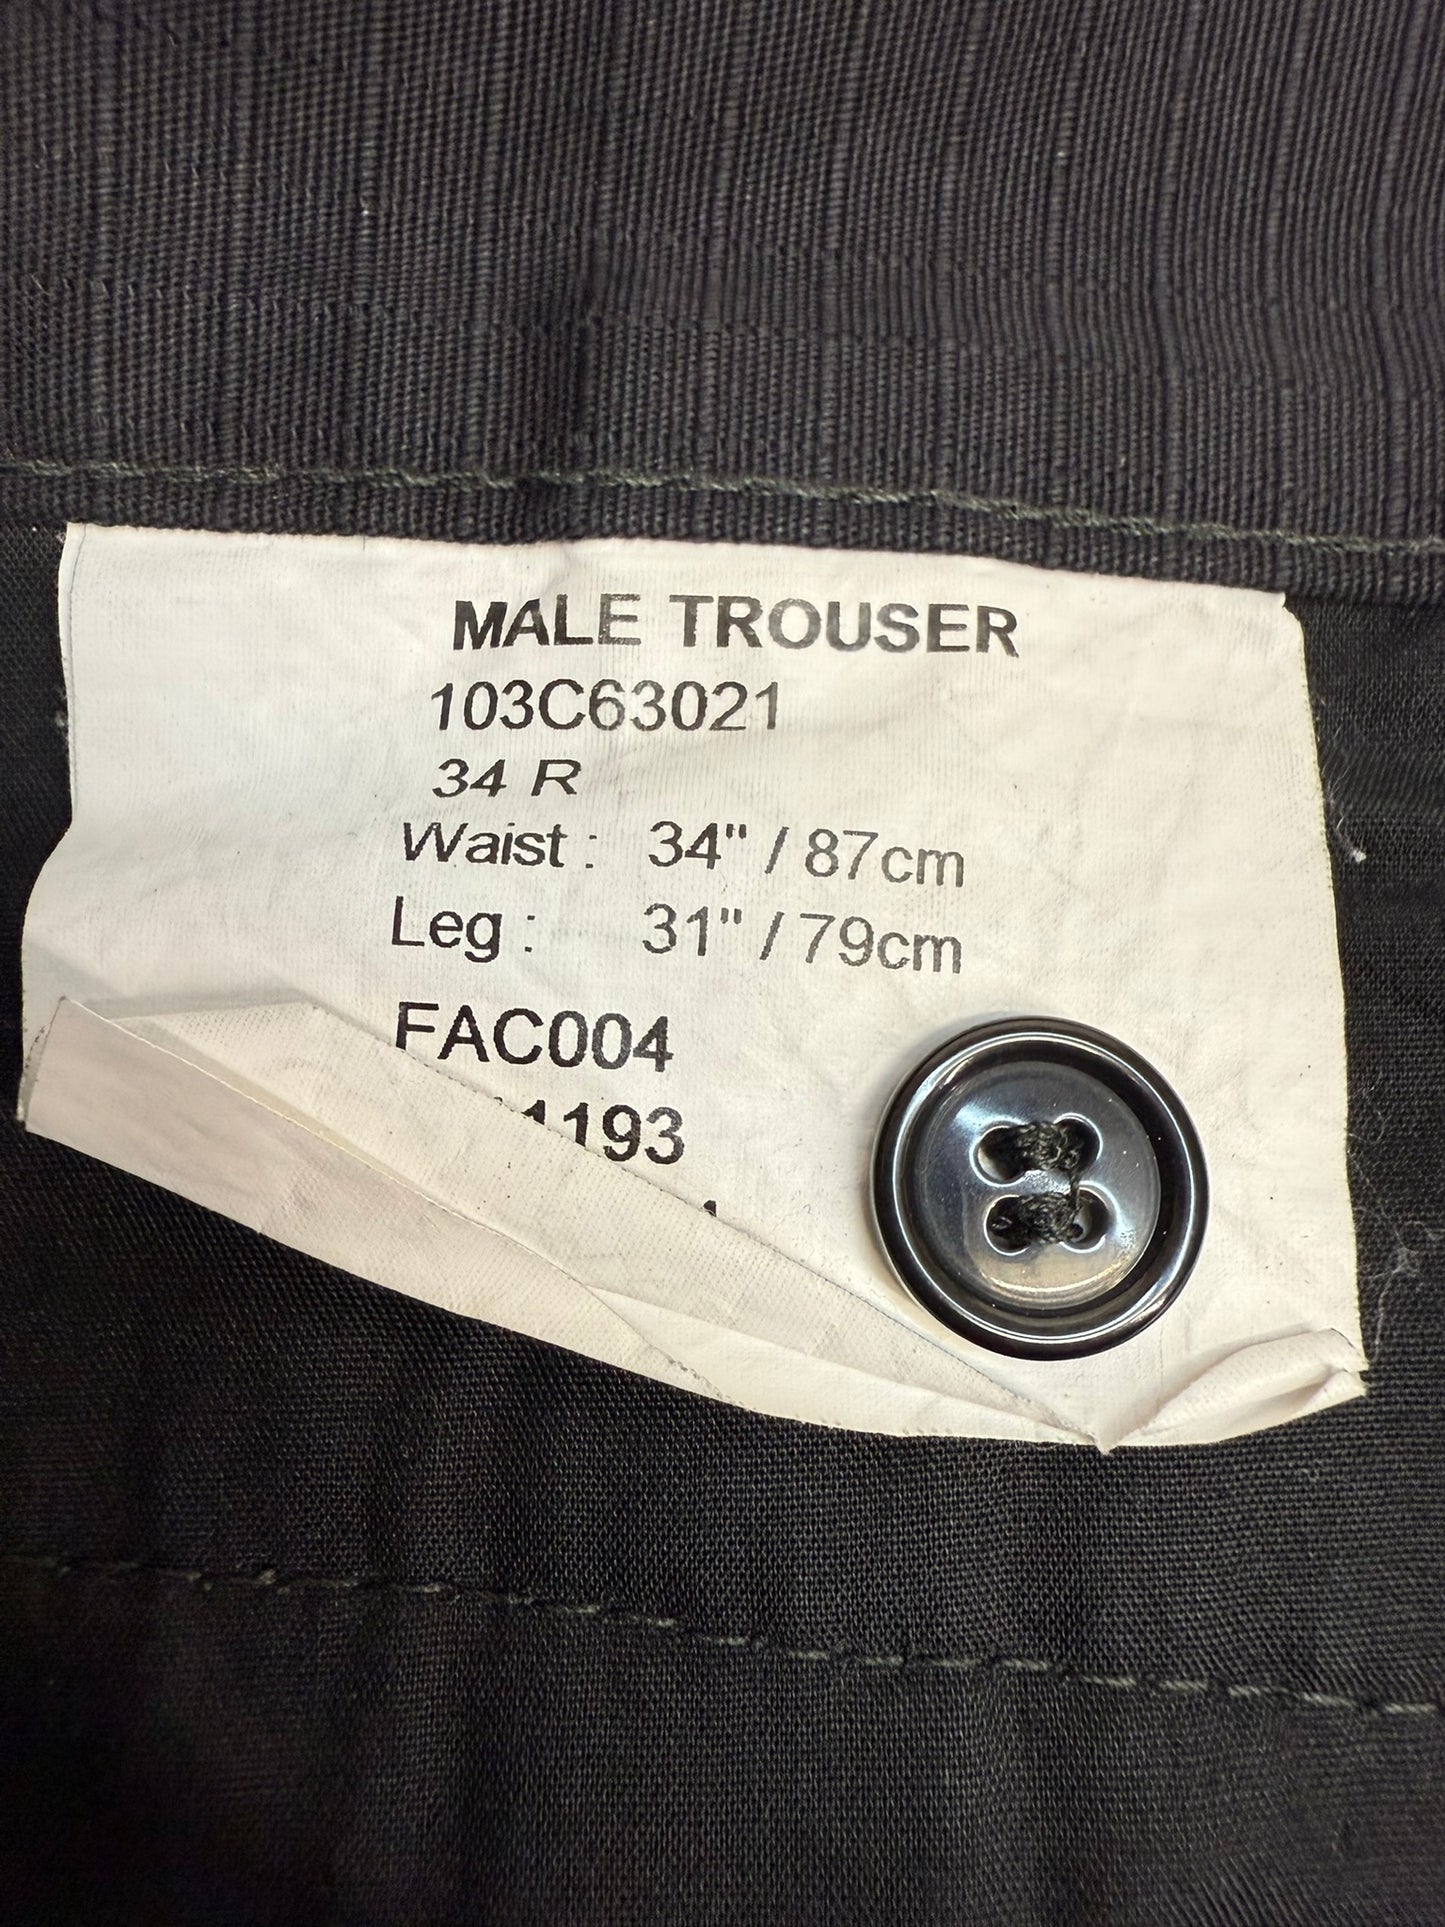 MALE TROUSER
103C63021
34 R
Waist : 34" / 87cm
Leg : 31" / 79cm
FAC004